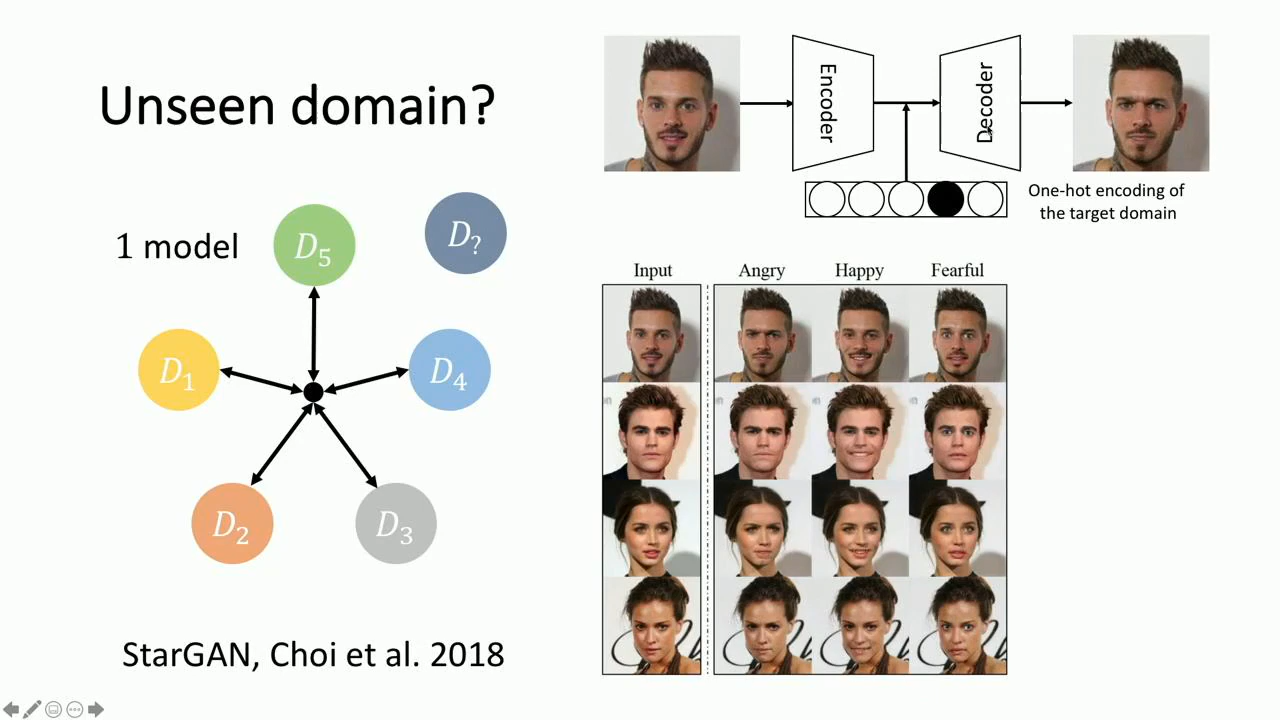 Unseen domain?
1 model
D5
D?
D1
D4
D2
D3
StarGAN, Choi et al. 2018
Encoder
Decoder
One-hot encoding of
the target domain
Input Angry Happy Fearful